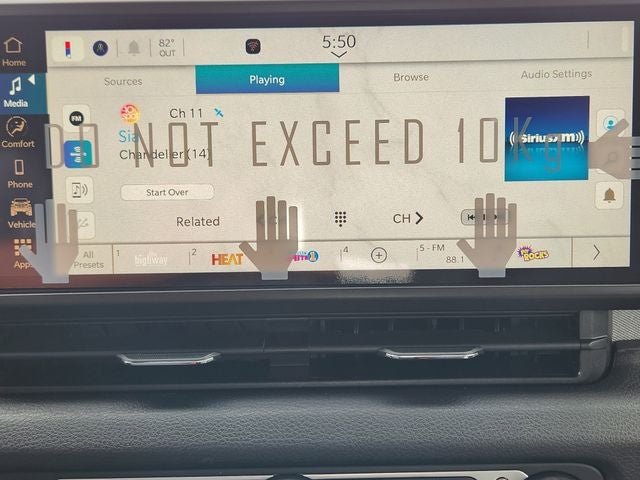 5:50
82°
OUT
Home
Sources
Playing
Browse
Audio Settings
Media
FM
Ch 11
Sia
Chandelier (14)
DO NOT EXCEED 10Kg
SiriusXM
Comfort
Start Over
Phone
Related
CH
Vehicle
Apps
All
Presets
1
highway
2
HEAT
4
5 - FM
88.1
ROCKS